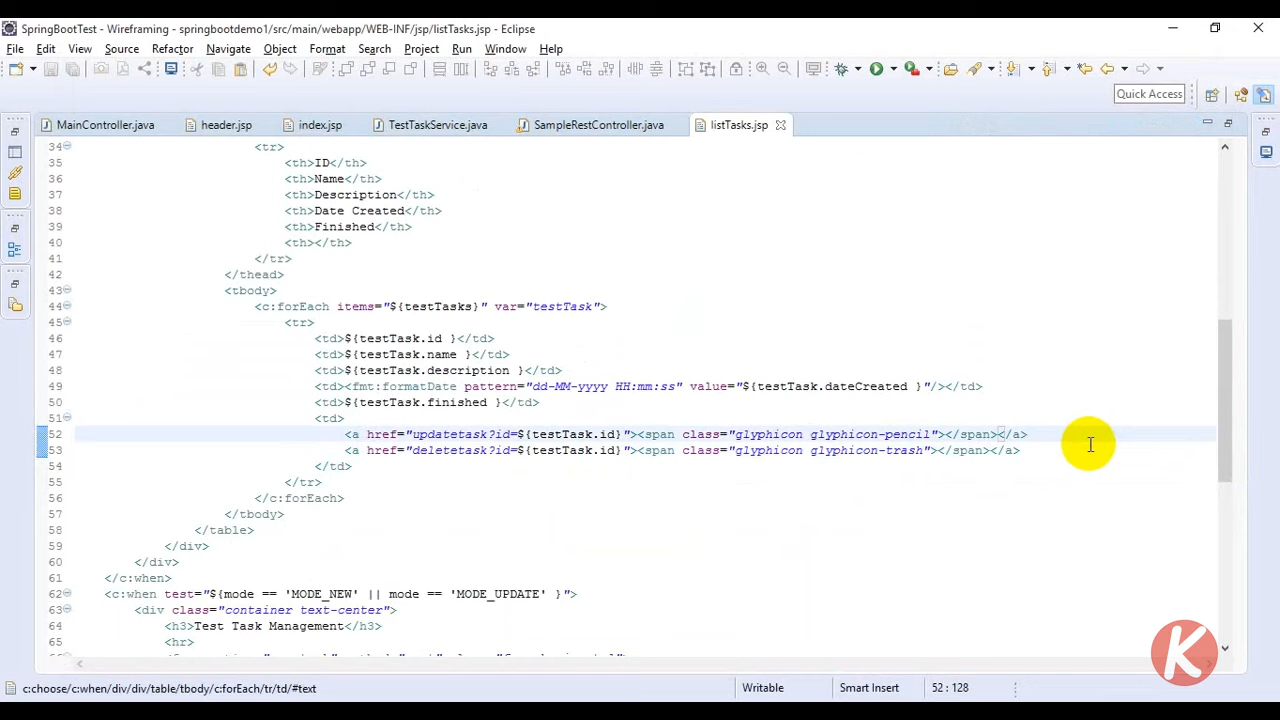 SpringBootTest - Wireframing - springbootdemo1/src/main/webapp/WEB-INF/jsp/listTasks.jsp - Eclipse
File Edit View Source Refactor Navigate Object Format Search Project Run Window Help
Quick Access
MainController.java header.jsp index.jsp TestTaskService.java SampleRestController.java listTasks.jsp
34 <tr>
35 <th>ID</th>
36 <th>Name</th>
37 <th>Description</th>
38 <th>Date Created</th>
39 <th>Finished</th>
40 <th></th>
41 </tr>
42 </thead>
43 <tbody>
44 <c:forEach items="${testTasks}" var="testTask">
45 <tr>
46 <td>${testTask.id }</td>
47 <td>${testTask.name }</td>
48 <td>${testTask.description }</td>
49 <td><fmt:formatDate pattern="dd-MM-yyyy HH:mm:ss" value="${testTask.dateCreated }"/></td>
50 <td>${testTask.finished }</td>
51 <td>
52 <a href="updatetask?id=${testTask.id}"><span class="glyphicon glyphicon-pencil"></span></a>
53 <a href="deletetask?id=${testTask.id}"><span class="glyphicon glyphicon-trash"></span></a>
54 </td>
55 </tr>
56 </c:forEach>
57 </tbody>
58 </table>
59 </div>
60 </div>
61 </c:when>
62 <c:when test="${mode == 'MODE_NEW' || mode == 'MODE_UPDATE' }">
63 <div class="container text-center">
64 <h3>Test Task Management</h3>
65 <hr>
c:choose/c:when/div/div/table/tbody/c:forEach/tr/td/#text Writable Smart Insert 52 : 128
K